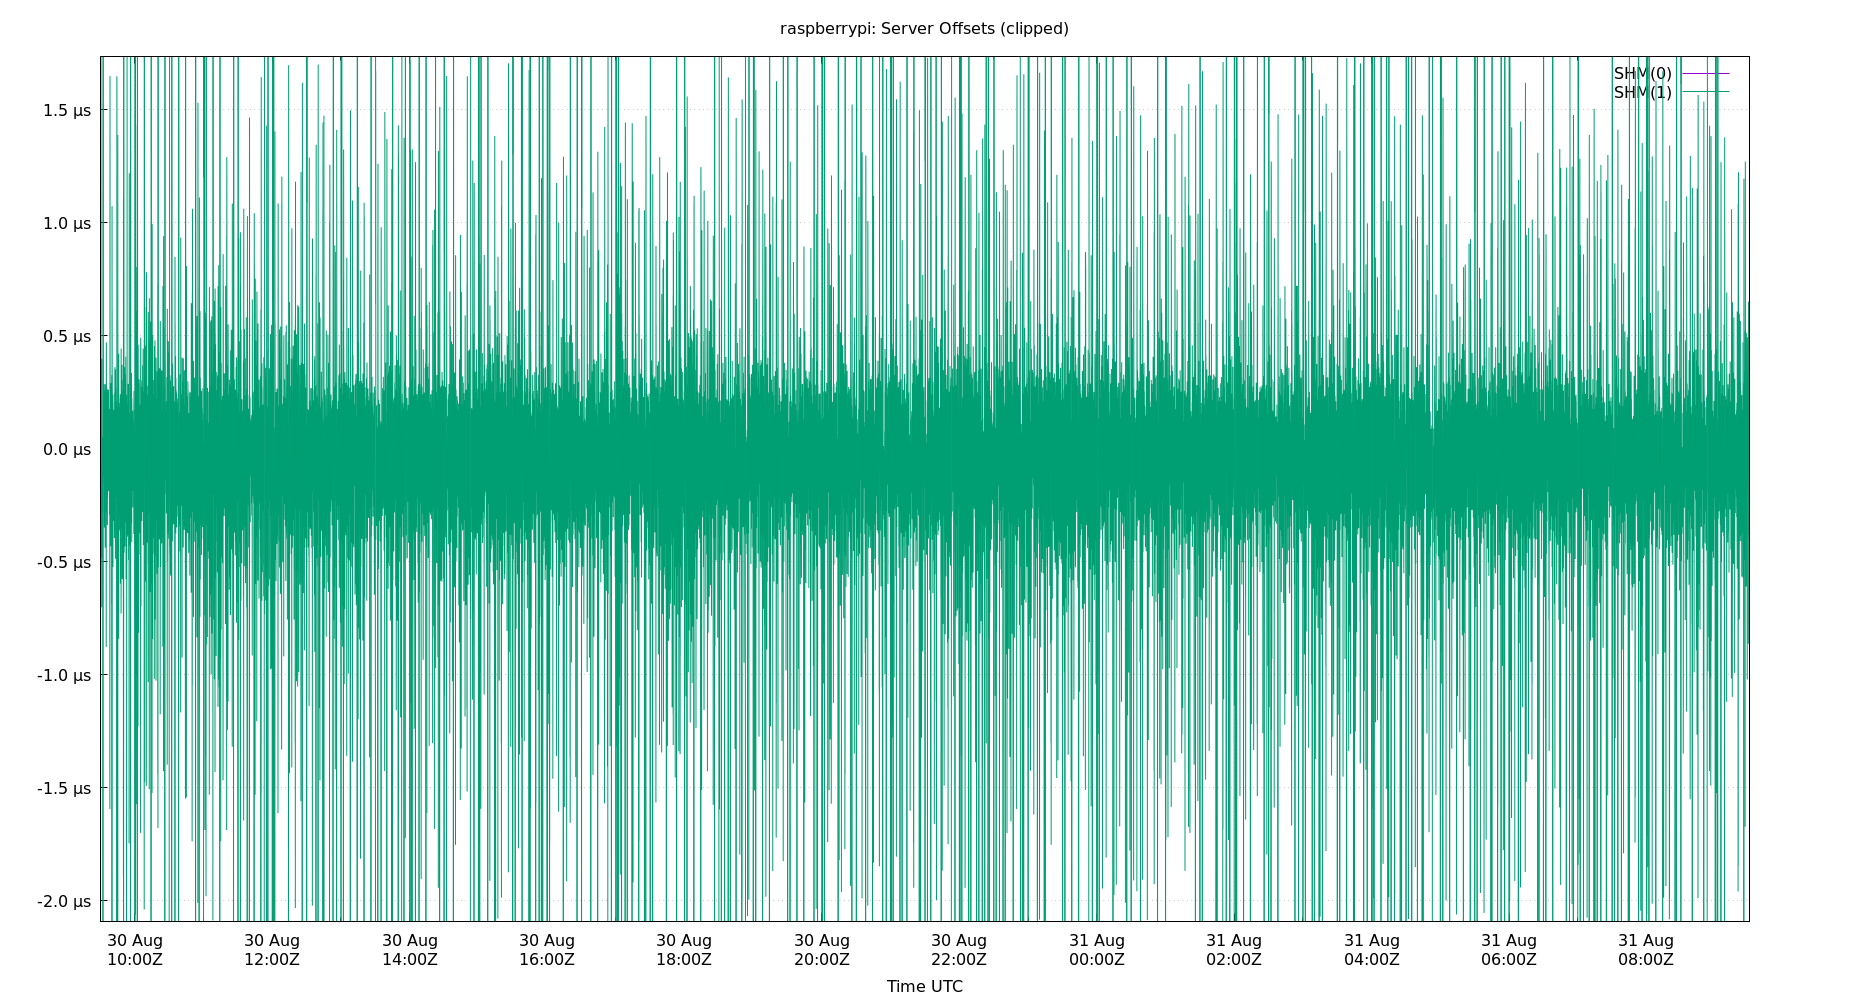 raspberrypi: Server Offsets (clipped)
SHM(0)
SHM(1)
1.5 µs
1.0 µs
0.5 µs
0.0 µs
-0.5 µs
-1.0 µs
-1.5 µs
-2.0 µs
30 Aug 30 Aug 30 Aug 30 Aug 30 Aug 30 Aug 30 Aug 31 Aug 31 Aug 31 Aug 31 Aug 31 Aug
10:00Z 12:00Z 14:00Z 16:00Z 18:00Z 20:00Z 22:00Z 00:00Z 02:00Z 04:00Z 06:00Z 08:00Z
Time UTC